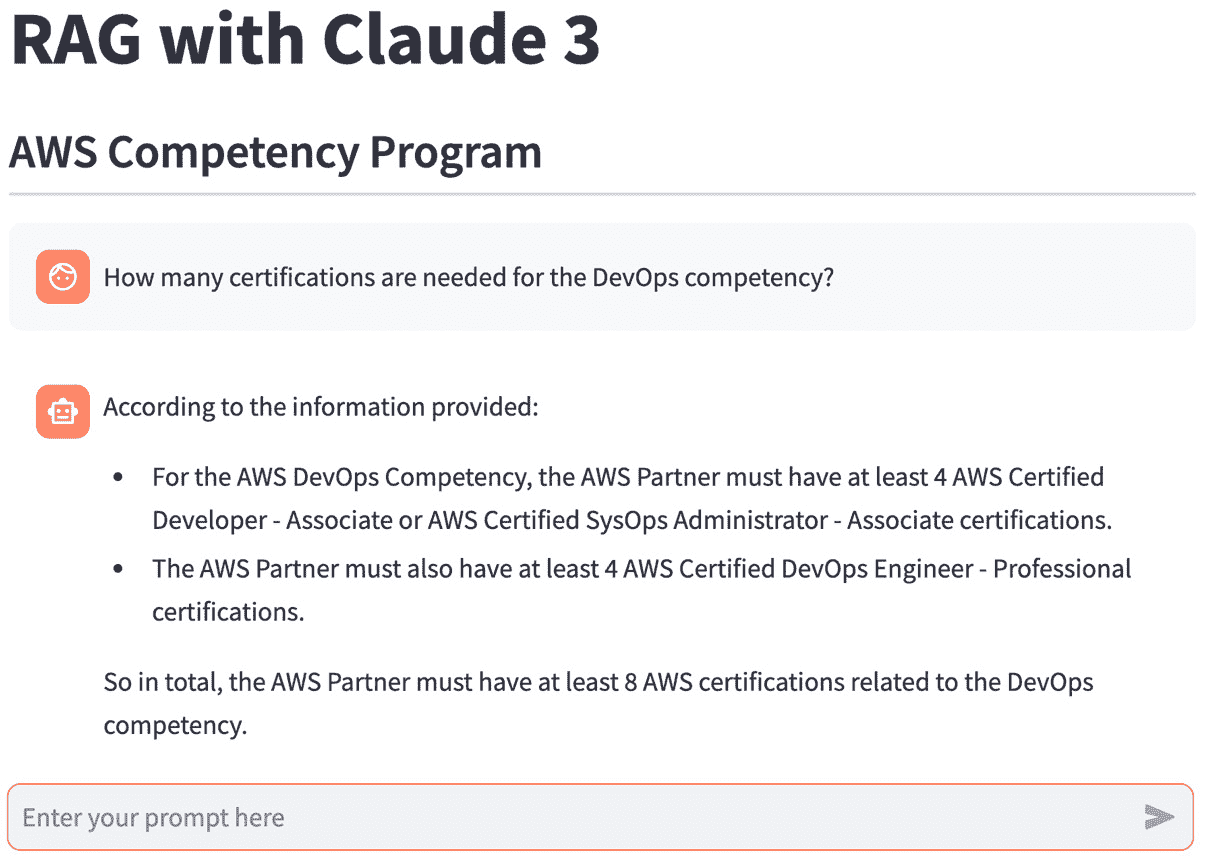 RAG with Claude 3
AWS Competency Program
How many certifications are needed for the DevOps competency?
According to the information provided:
• For the AWS DevOps Competency, the AWS Partner must have at least 4 AWS Certified
Developer - Associate or AWS Certified SysOps Administrator - Associate certifications.
• The AWS Partner must also have at least 4 AWS Certified DevOps Engineer - Professional
certifications.
So in total, the AWS Partner must have at least 8 AWS certifications related to the DevOps
competency.
Enter your prompt here